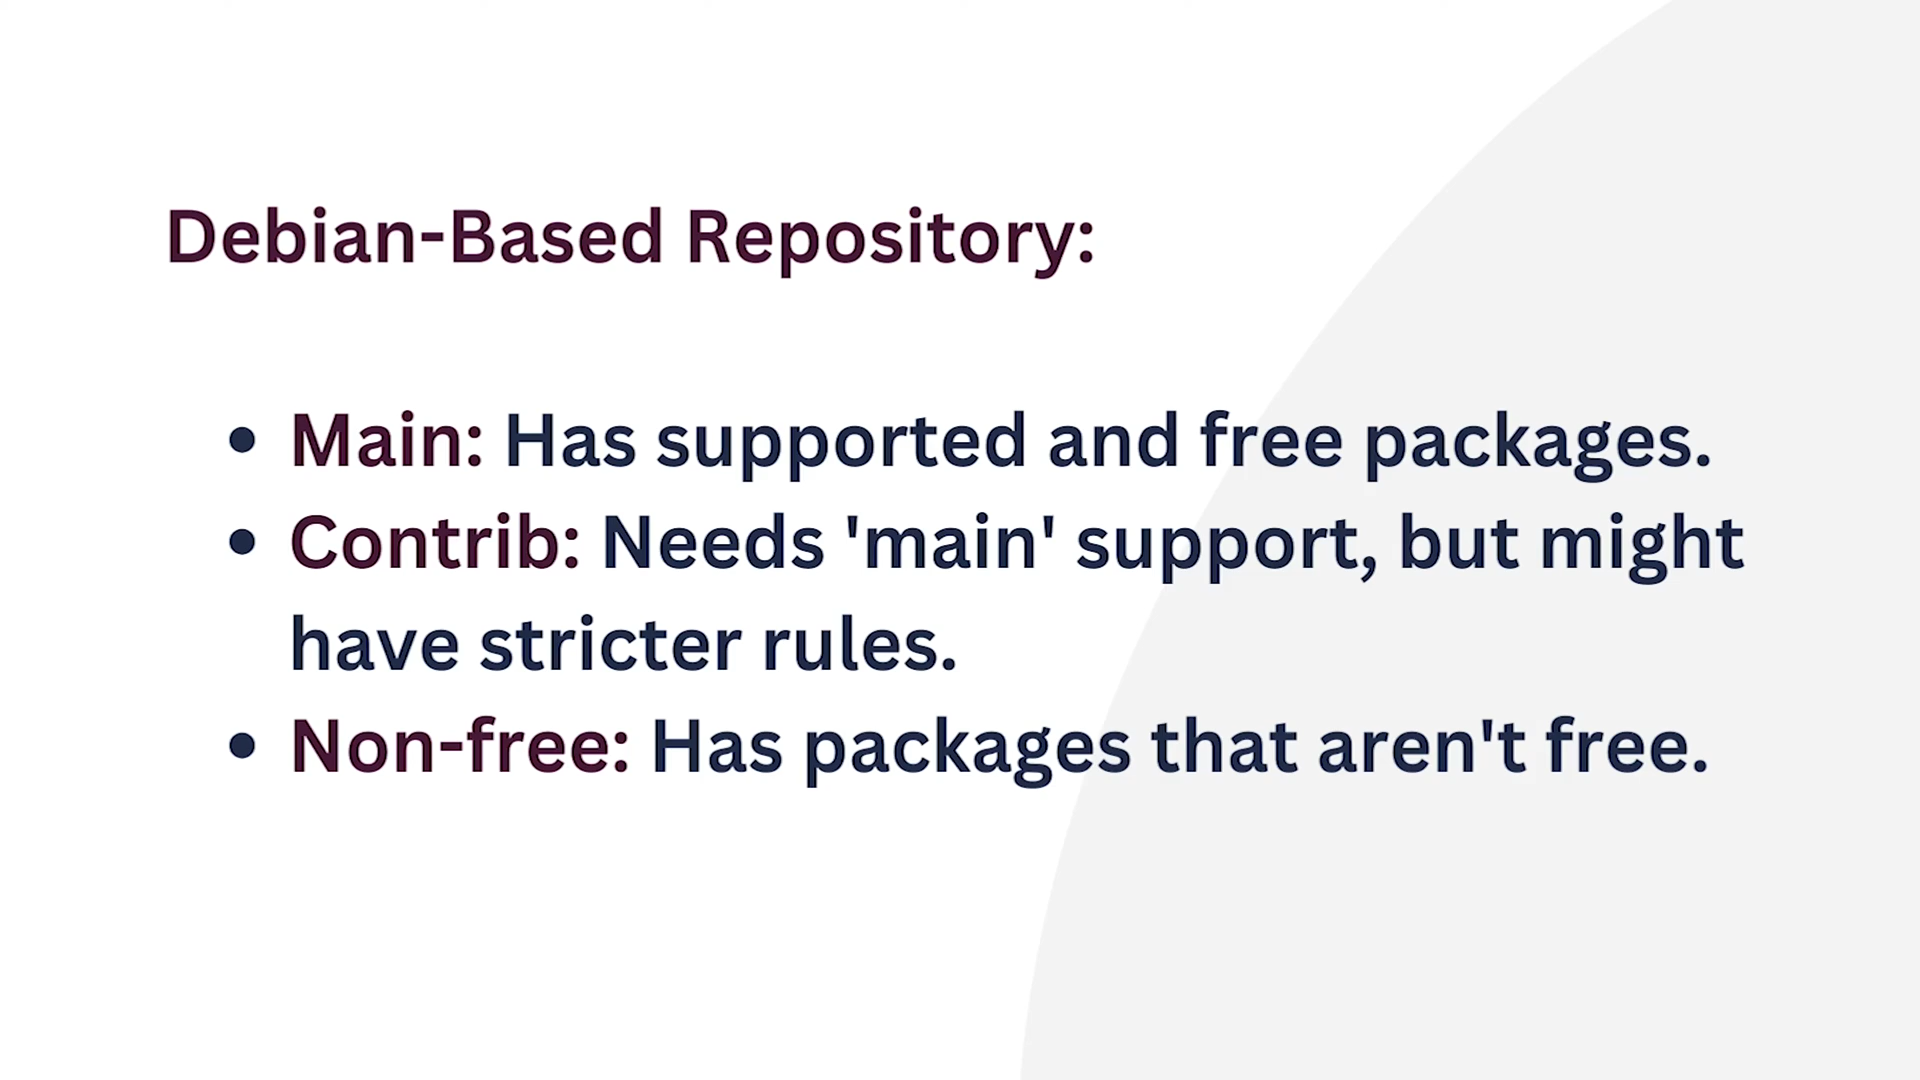 Debian-Based Repository:
• Main: Has supported and free packages.
• Contrib: Needs 'main' support, but might
have stricter rules.
• Non-free: Has packages that aren't free.